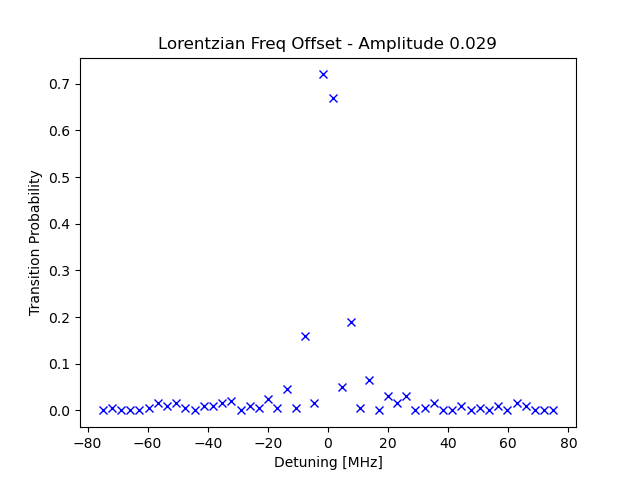 Lorentzian Freq Offset - Amplitude 0.029
Transition Probability
0.7
0.6
0.5
0.4
0.3
0.2
0.1
0.0
−80 −60 −40 −20 0 20 40 60 80
Detuning [MHz]